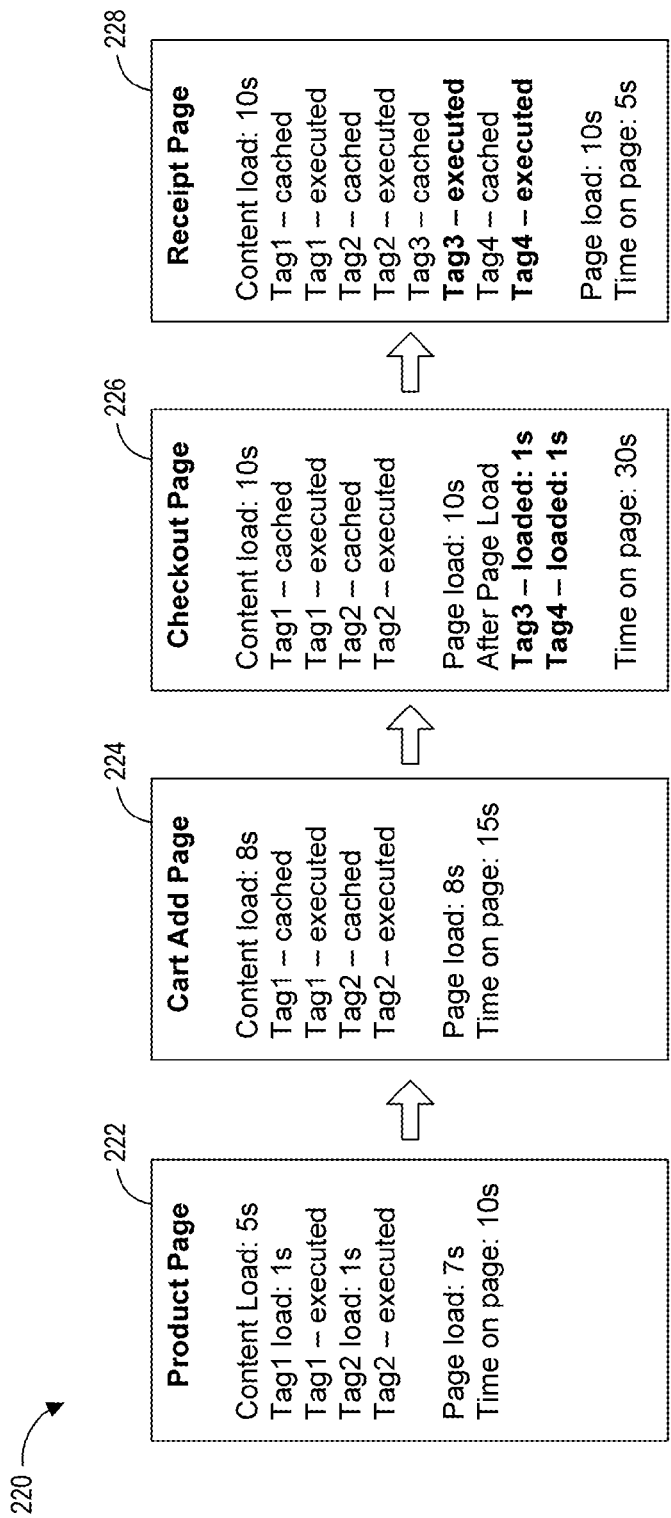 220
222
Product Page
Content Load: 5s
Tag1 load: 1s
Tag1 – executed
Tag2 load: 1s
Tag2 – executed
Page load: 7s
Time on page: 10s
224
Cart Add Page
Content load: 8s
Tag1 – cached
Tag1 – executed
Tag2 – cached
Tag2 – executed
Page load: 8s
Time on page: 15s
226
Checkout Page
Content load: 10s
Tag1 – cached
Tag1 – executed
Tag2 – cached
Tag2 – executed
Page load: 10s
After Page Load
Tag3 – loaded: 1s
Tag4 – loaded: 1s
Time on page: 30s
228
Receipt Page
Content load: 10s
Tag1 – cached
Tag1 – executed
Tag2 – cached
Tag2 – executed
Tag3 – cached
Tag3 – executed
Tag4 – cached
Tag4 – executed
Page load: 10s
Time on page: 5s